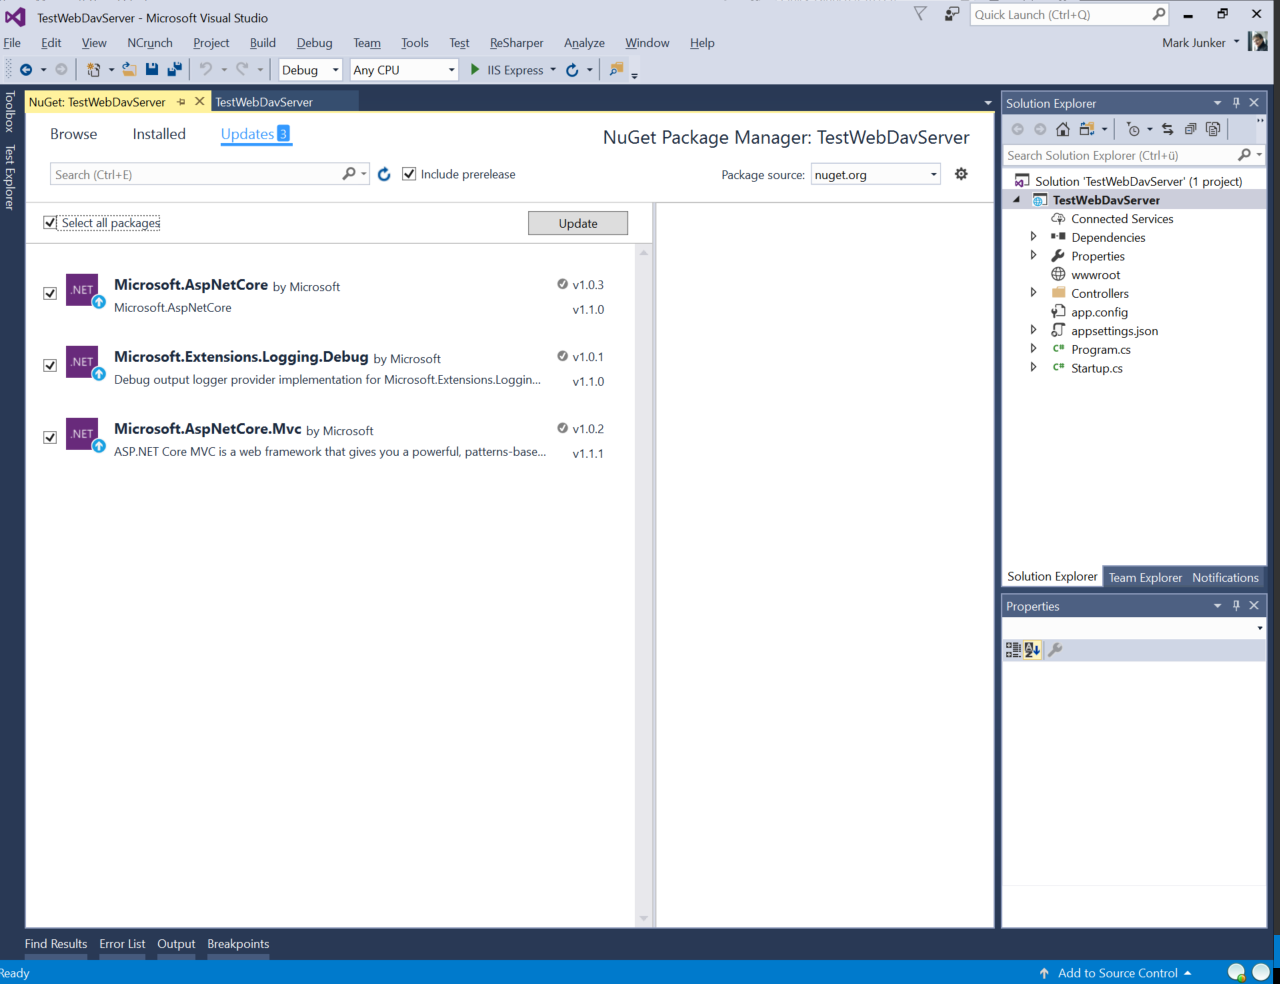 TestWebDavServer - Microsoft Visual Studio
Quick Launch (Ctrl+Q)
File Edit View NCrunch Project Build Debug Team Tools Test ReSharper Analyze Window Help
Mark Junker
Debug Any CPU IIS Express
Toolbox
Test Explorer
NuGet: TestWebDavServer
TestWebDavServer
Browse Installed Updates 3
NuGet Package Manager: TestWebDavServer
Search (Ctrl+E)
Include prerelease
Package source: nuget.org
Select all packages
Update
.NET
Microsoft.AspNetCore by Microsoft
v1.0.3
Microsoft.AspNetCore
v1.1.0
.NET
Microsoft.Extensions.Logging.Debug by Microsoft
v1.0.1
Debug output logger provider implementation for Microsoft.Extensions.Loggin...
v1.1.0
.NET
Microsoft.AspNetCore.Mvc by Microsoft
v1.0.2
ASP.NET Core MVC is a web framework that gives you a powerful, patterns-base...
v1.1.1
Solution Explorer
Search Solution Explorer (Ctrl+ü)
Solution 'TestWebDavServer' (1 project)
TestWebDavServer
Connected Services
Dependencies
Properties
wwwroot
Controllers
app.config
appsettings.json
C# Program.cs
C# Startup.cs
Solution Explorer Team Explorer Notifications
Properties
Find Results Error List Output Breakpoints
Ready
Add to Source Control